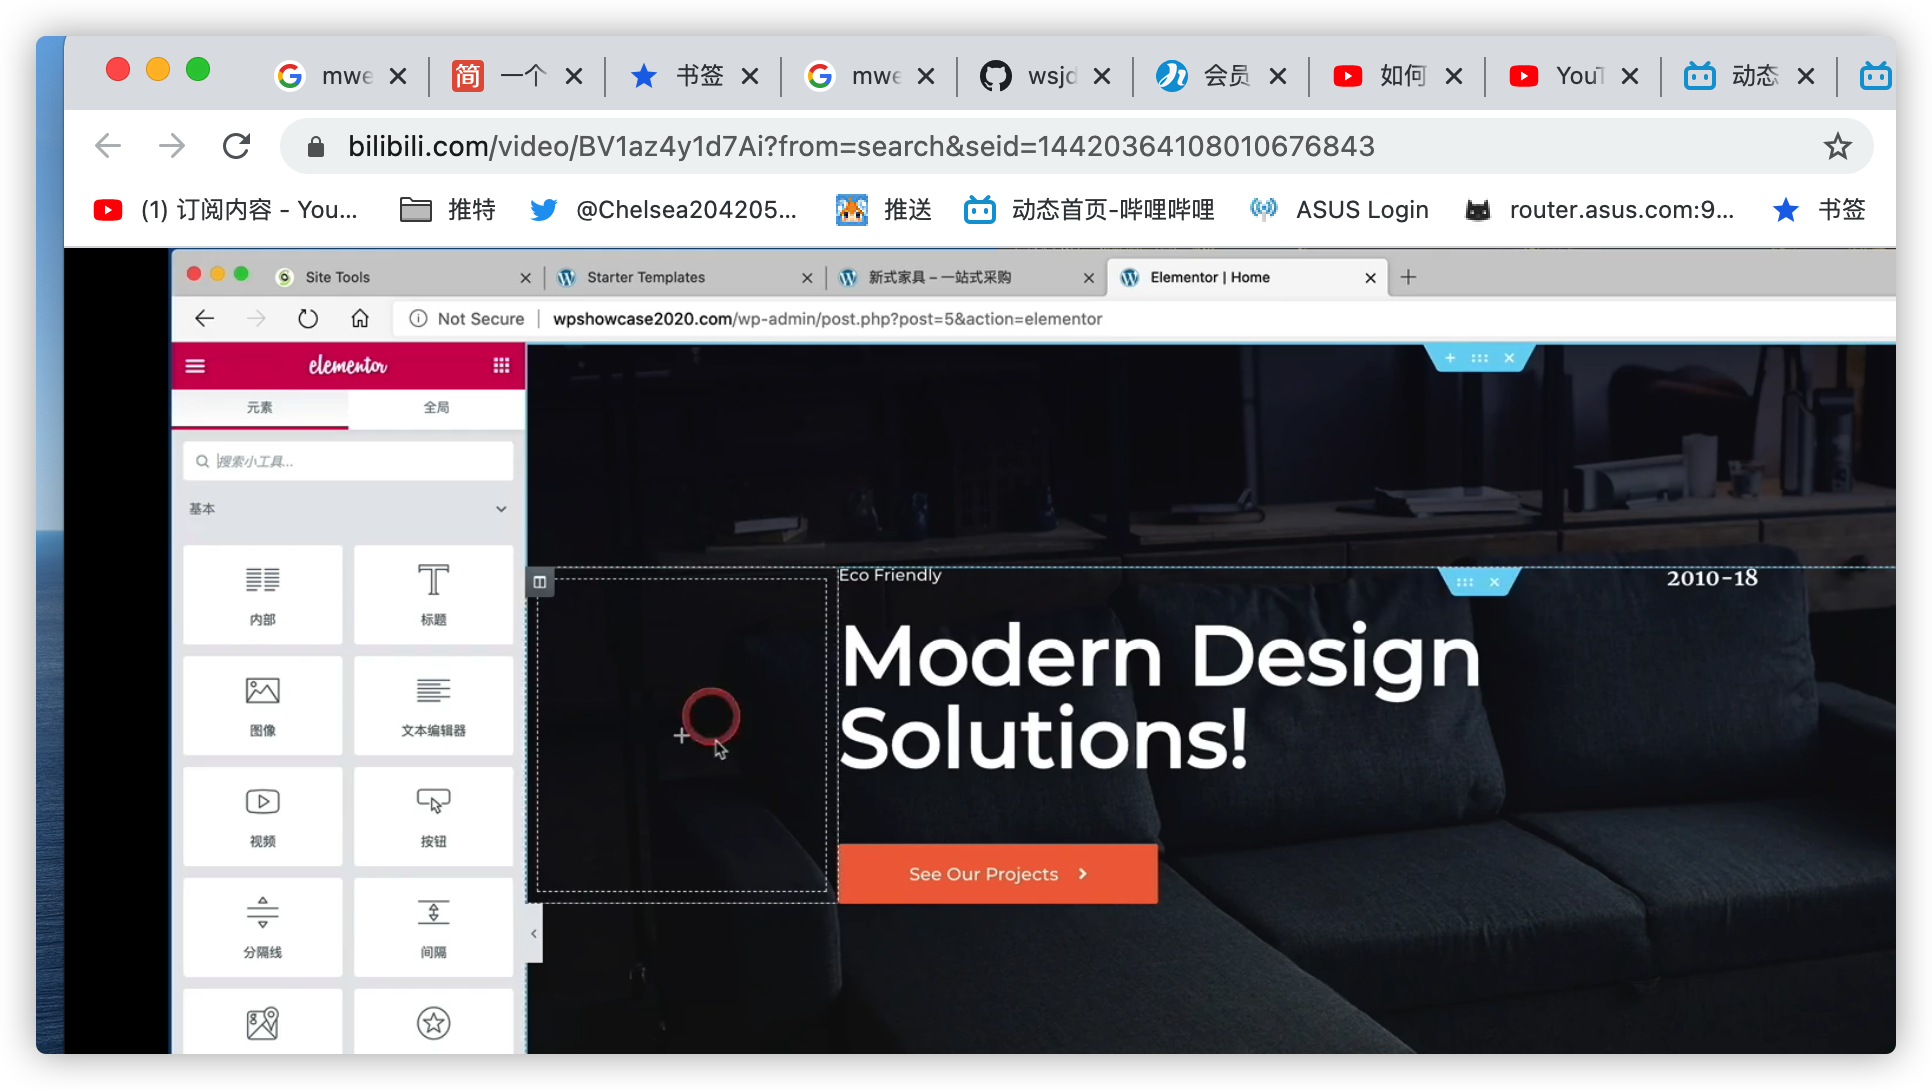 mwe
简 一个
书签
mwe
wsjd
会员
如何
YouT
动态
bilibili.com/video/BV1az4y1d7Ai?from=search&seid=14420364108010676843
(1) 订阅内容 - You...
推特
@Chelsea204205...
推送
动态首页-哔哩哔哩
ASUS Login
router.asus.com:9...
书签
Site Tools
Starter Templates
新式家具 – 一站式采购
Elementor | Home
Not Secure
wpshowcase2020.com/wp-admin/post.php?post=5&action=elementor
elementor
元素
全局
搜索小工具...
基本
内部
标题
图像
文本编辑器
视频
按钮
分隔线
间隔
Eco Friendly
2010-18
Modern Design
Solutions!
See Our Projects